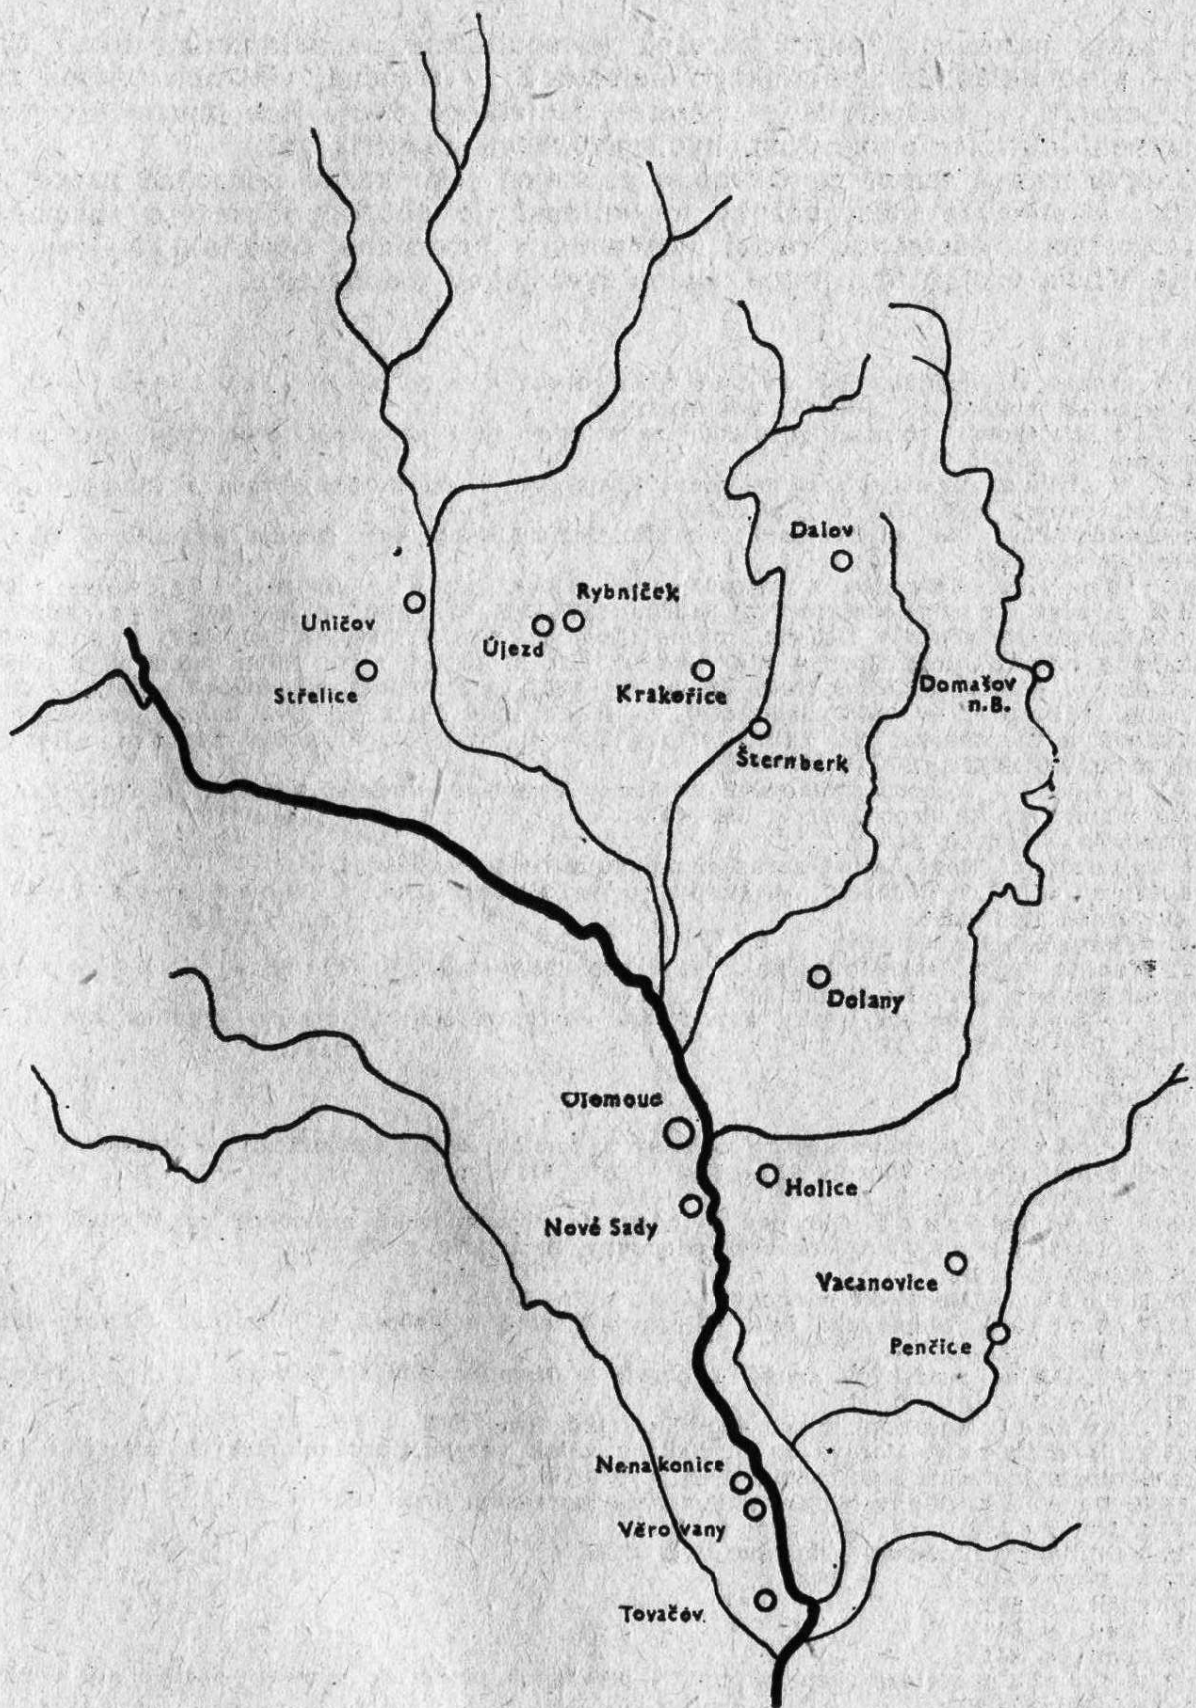 Dalov
Rybníček
Uničov
Újezd
Střelice
Krakořice
Domašov
n.B.
Šternberk
Dolany
Olomouc
Holice
Nové Sady
Vacanovice
Penčice
Nenakonice
Věrovany
Tovačov